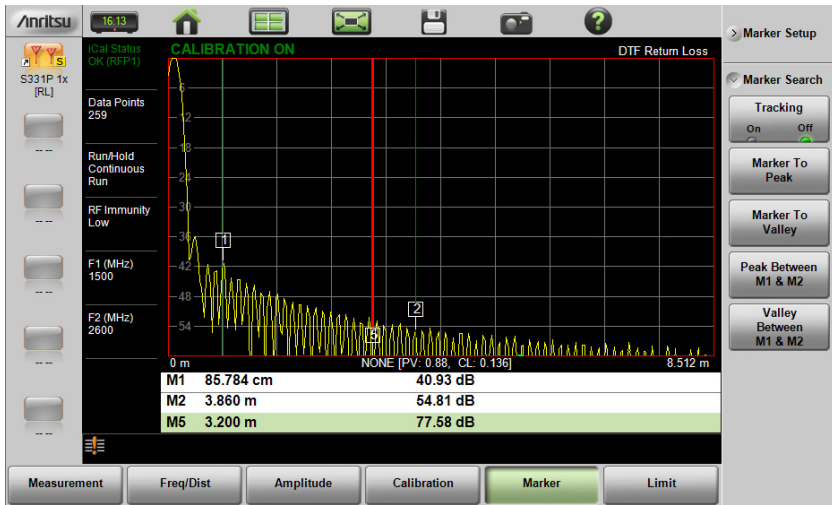 Anritsu
16:13
iCal Status
OK (RFP1)
CALIBRATION ON
DTF Return Loss
S331P 1x
[RL]
-- --
-- --
-- --
-- --
-- --
Data Points
259
Run/Hold
Continuous
Run
RF Immunity
Low
F1 (MHz)
1500
F2 (MHz)
2600
-6
-12
-18
-24
-30
-36
-42
-48
-54
1
2
5
0 m
NONE [PV: 0.88, CL: 0.136]
8.512 m
M1 85.784 cm 40.93 dB
M2 3.860 m 54.81 dB
M5 3.200 m 77.58 dB
Marker Setup
Marker Search
Tracking
On Off
Marker To
Peak
Marker To
Valley
Peak Between
M1 & M2
Valley
Between
M1 & M2
Measurement
Freq/Dist
Amplitude
Calibration
Marker
Limit